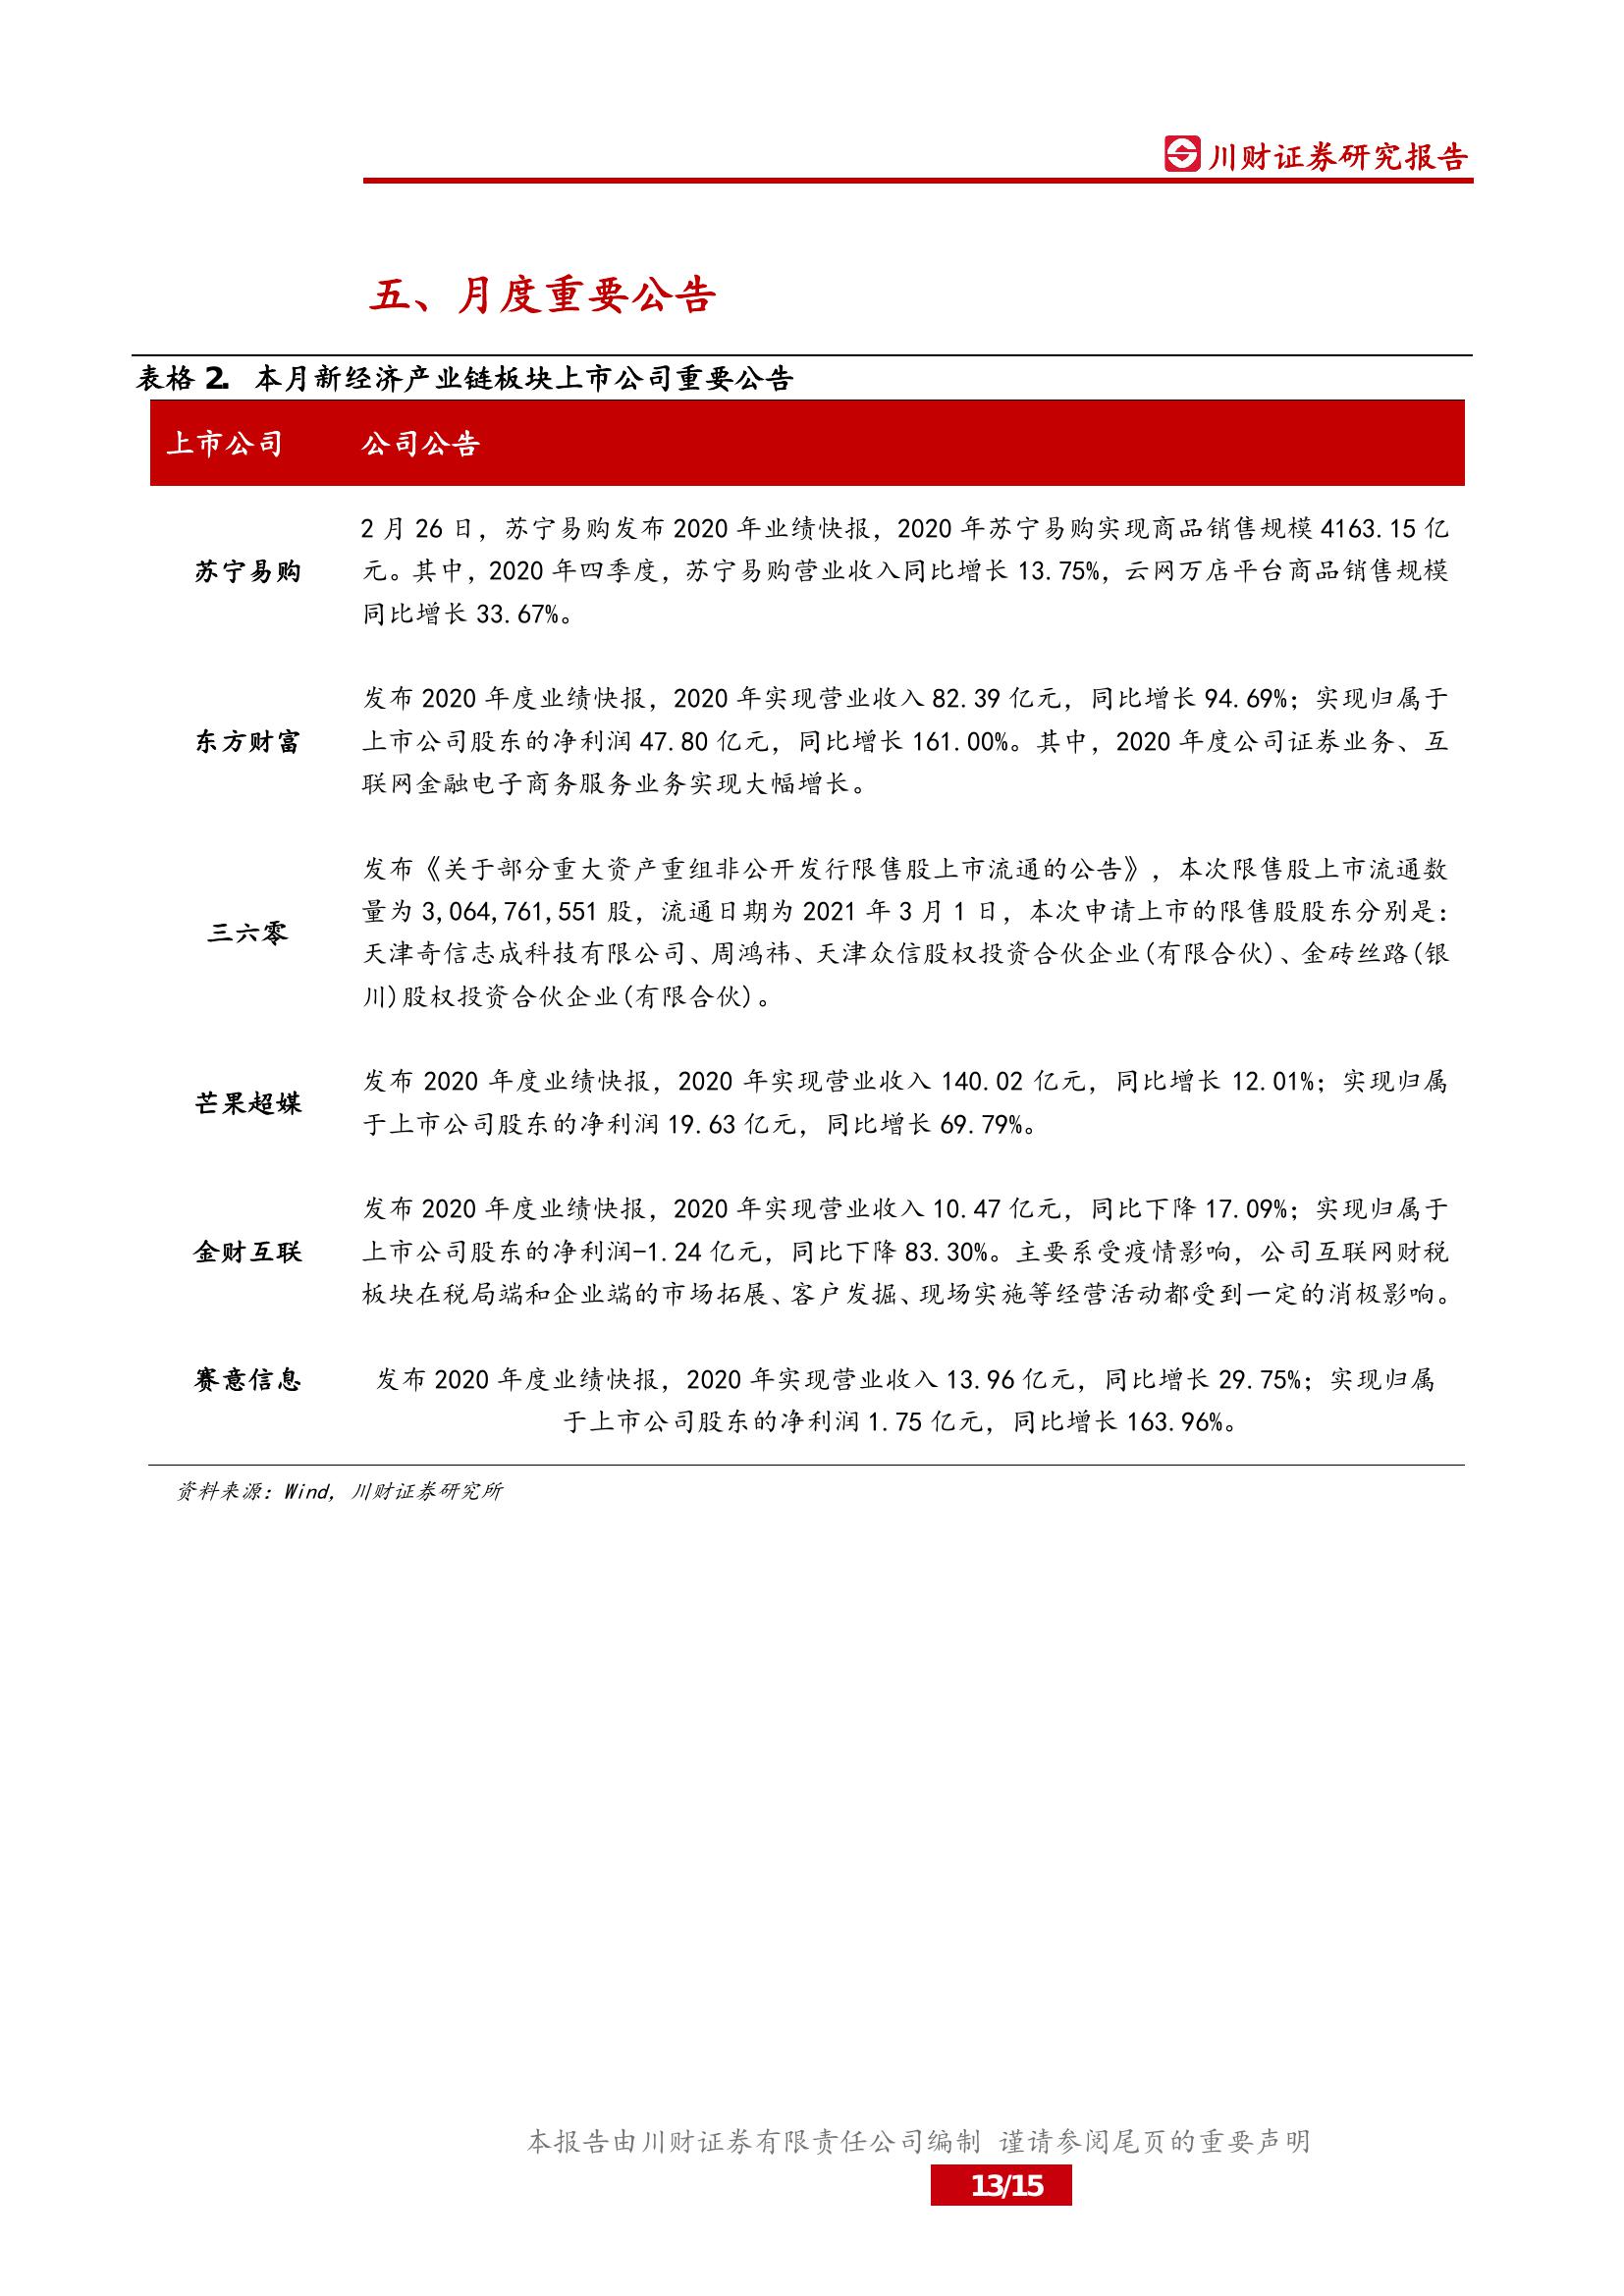 川财证券研究报告
五、月度重要公告
表格 2. 本月新经济产业链板块上市公司重要公告
上市公司 公司公告
苏宁易购
2 月 26 日，苏宁易购发布 2020 年业绩快报，2020 年苏宁易购实现商品销售规模 4163.15 亿
元。其中，2020 年四季度，苏宁易购营业收入同比增长 13.75%，云网万店平台商品销售规模
同比增长 33.67%。
东方财富
发布 2020 年度业绩快报，2020 年实现营业收入 82.39 亿元，同比增长 94.69%；实现归属于
上市公司股东的净利润 47.80 亿元，同比增长 161.00%。其中，2020 年度公司证券业务、互
联网金融电子商务服务业务实现大幅增长。
三六零
发布《关于部分重大资产重组非公开发行限售股上市流通的公告》，本次限售股上市流通数
量为 3,064,761,551 股，流通日期为 2021 年 3 月 1 日，本次申请上市的限售股股东分别是：
天津奇信志成科技有限公司、周鸿祎、天津众信股权投资合伙企业(有限合伙)、金砖丝路(银
川)股权投资合伙企业(有限合伙)。
芒果超媒
发布 2020 年度业绩快报，2020 年实现营业收入 140.02 亿元，同比增长 12.01%；实现归属
于上市公司股东的净利润 19.63 亿元，同比增长 69.79%。
金财互联
发布 2020 年度业绩快报，2020 年实现营业收入 10.47 亿元，同比下降 17.09%；实现归属于
上市公司股东的净利润-1.24 亿元，同比下降 83.30%。主要系受疫情影响，公司互联网财税
板块在税局端和企业端的市场拓展、客户发掘、现场实施等经营活动都受到一定的消极影响。
赛意信息
发布 2020 年度业绩快报，2020 年实现营业收入 13.96 亿元，同比增长 29.75%；实现归属
于上市公司股东的净利润 1.75 亿元，同比增长 163.96%。
资料来源：Wind，川财证券研究所
本报告由川财证券有限责任公司编制 谨请参阅尾页的重要声明
13/15